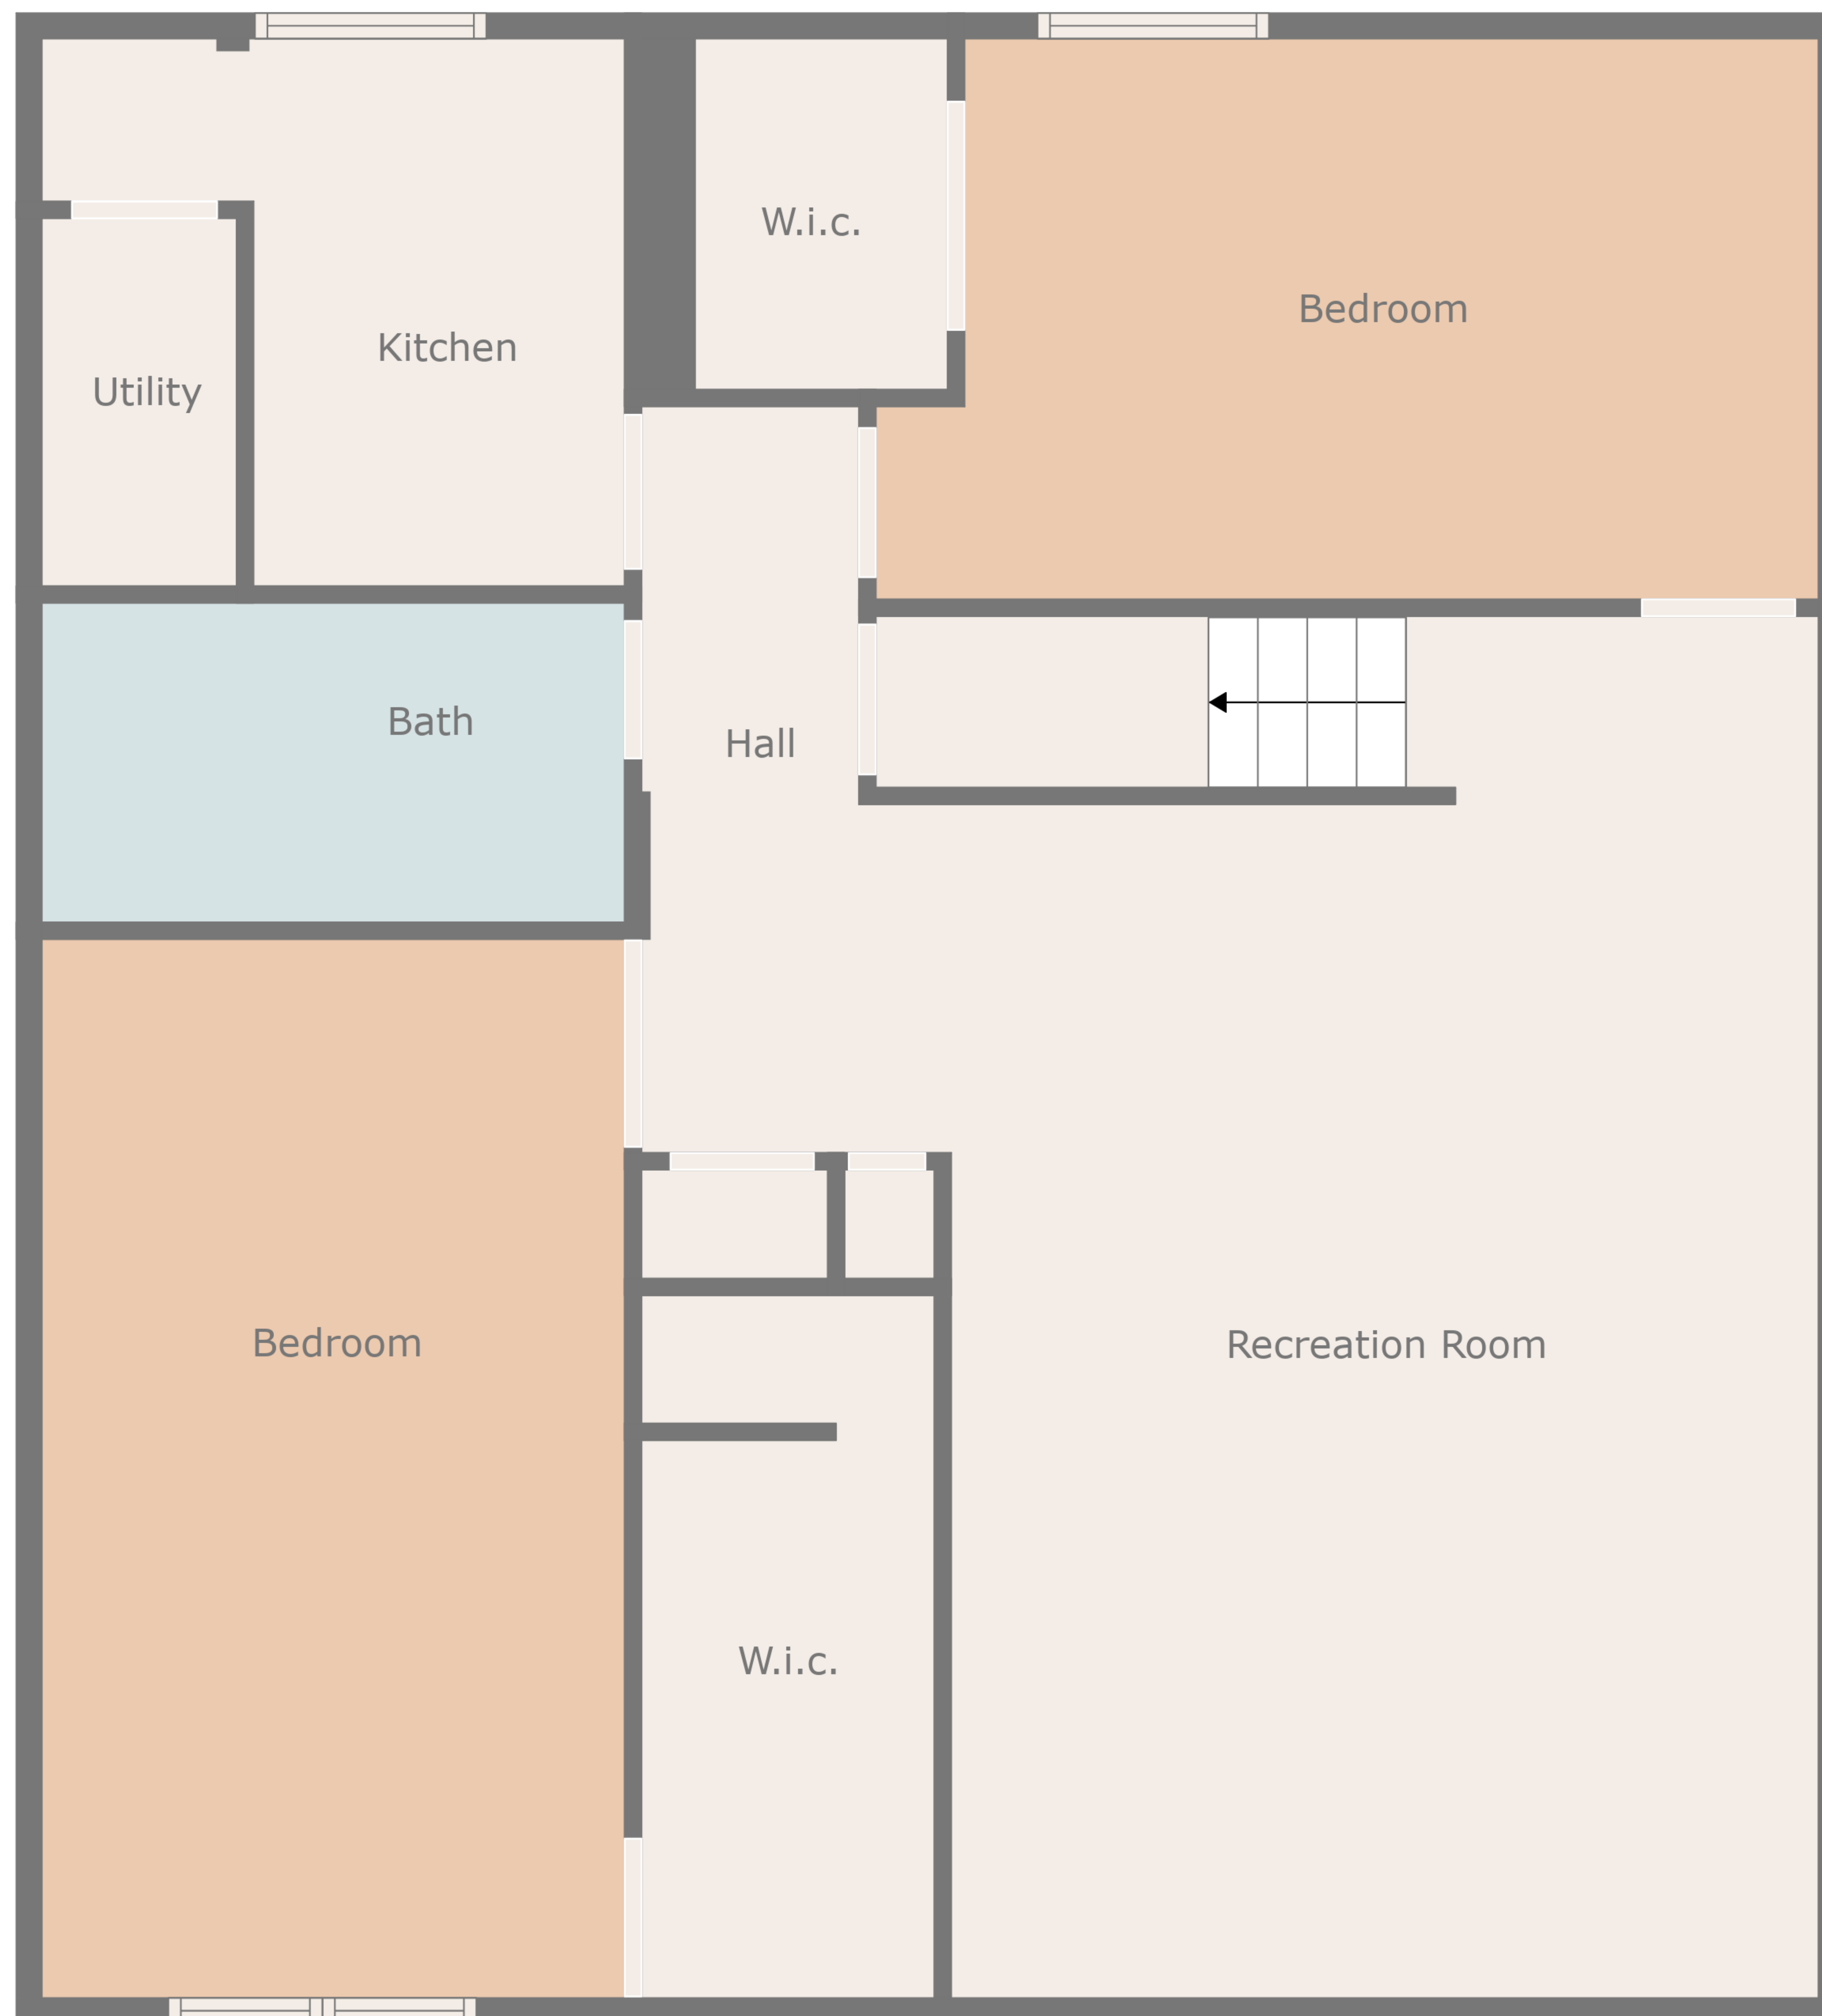 W.i.c.
Bedroom
Kitchen
Utility
Bath
Hall
Bedroom
Recreation Room
W.i.c.